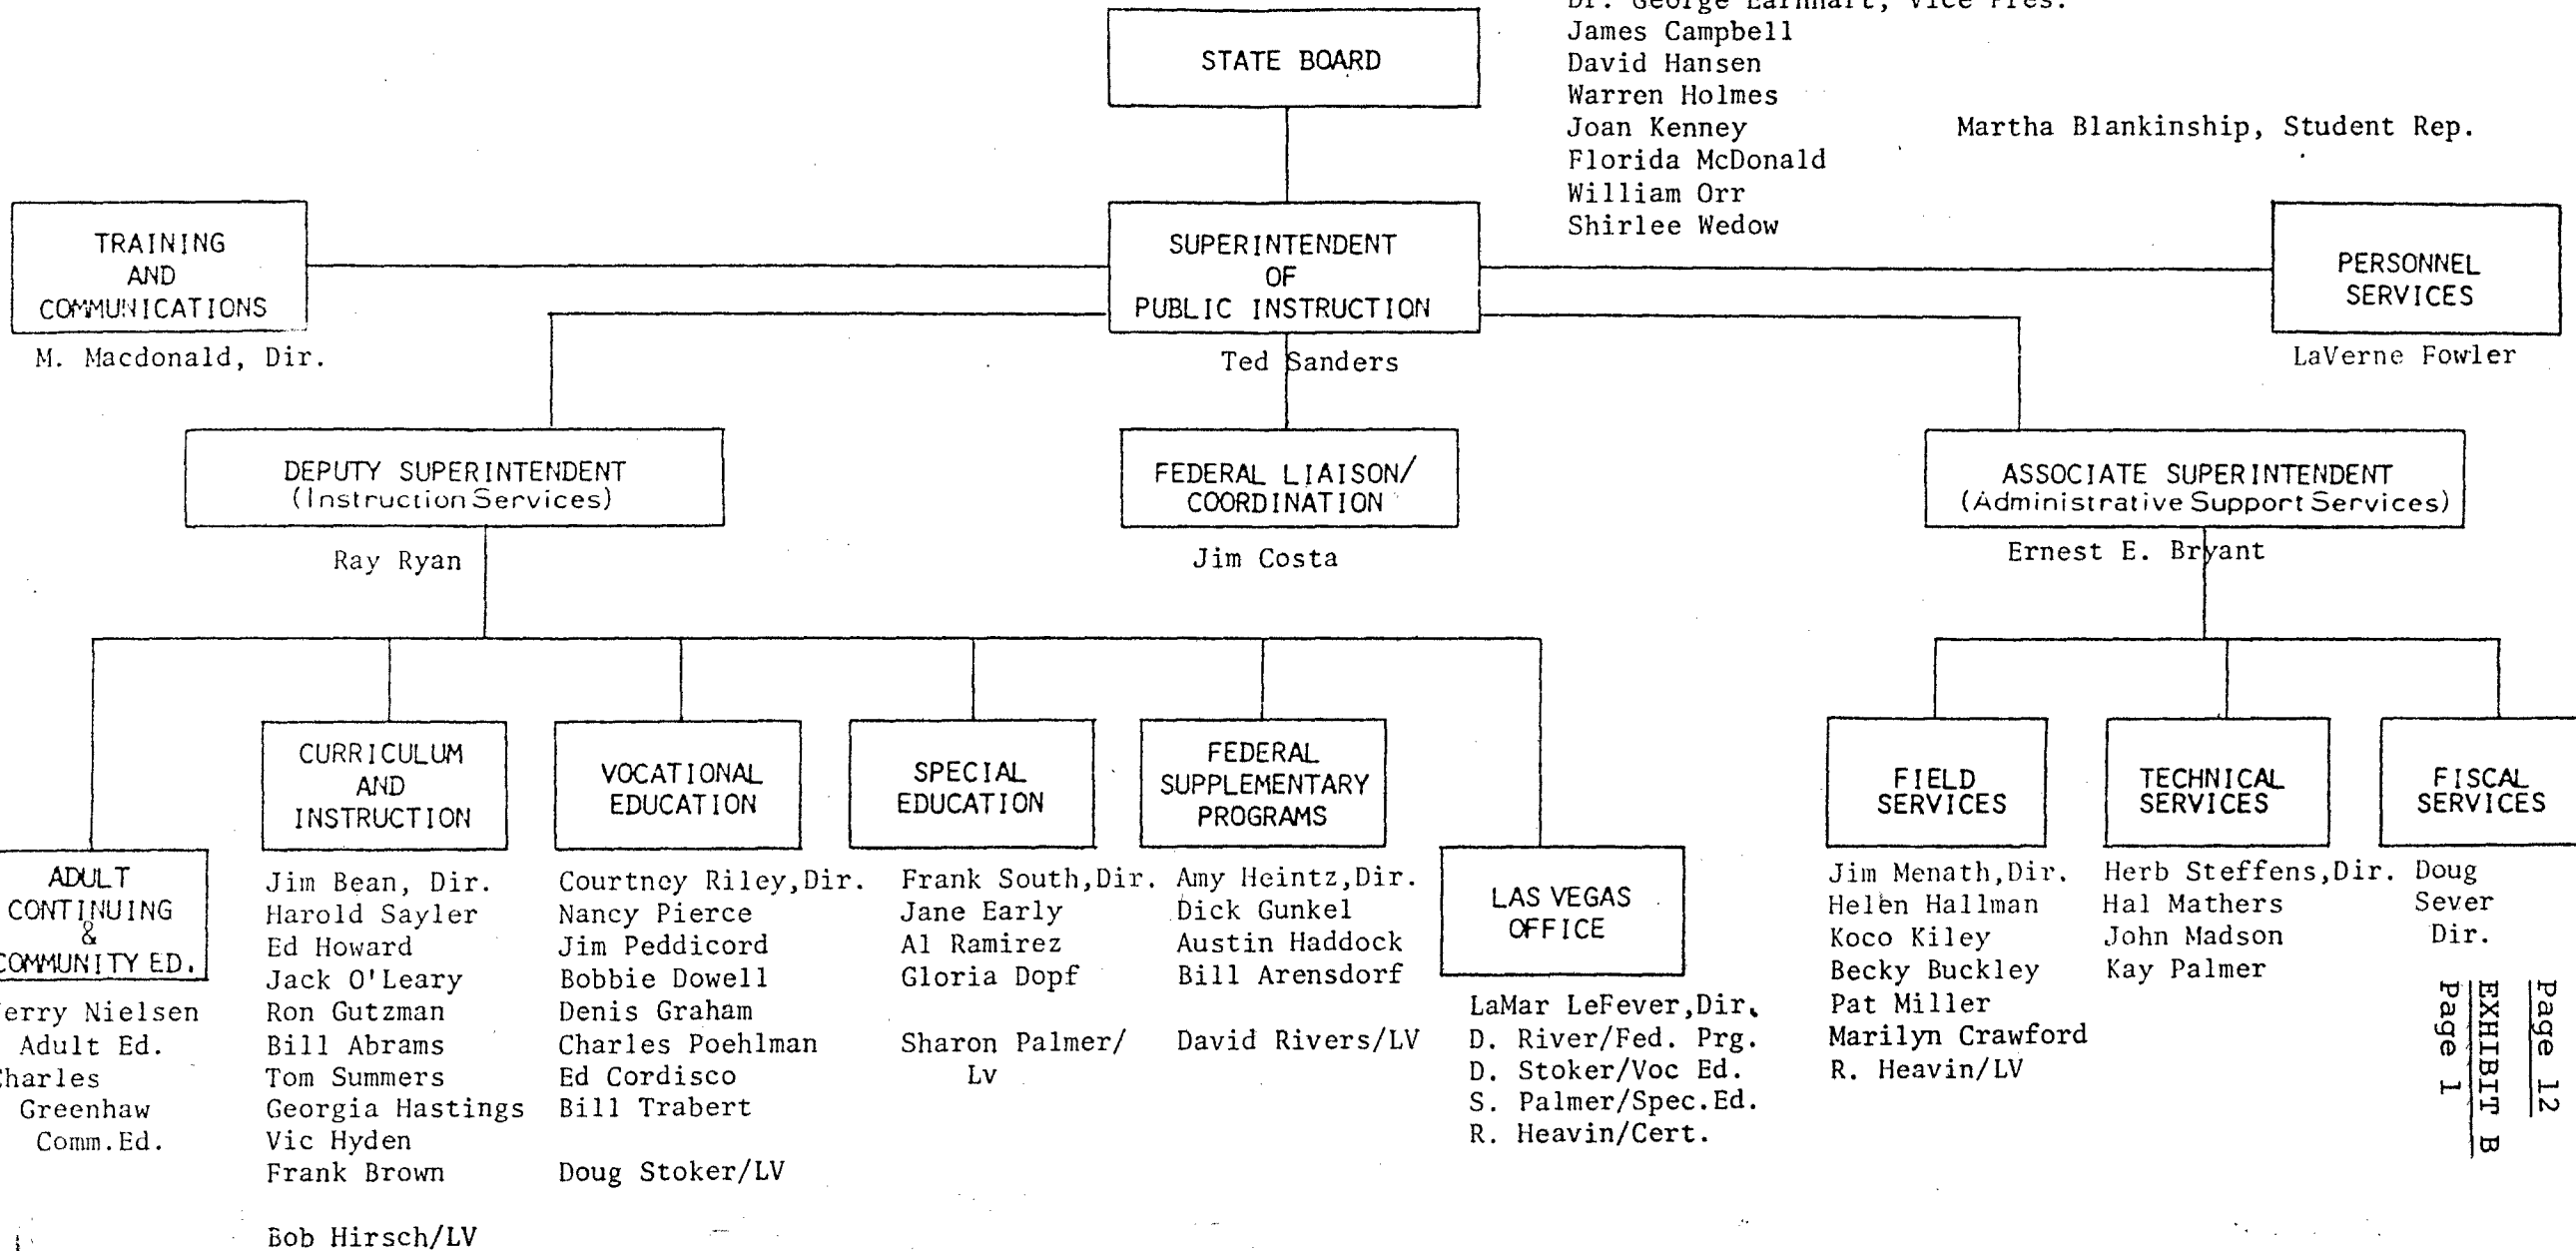 Dr. George Earnhart, Vice Pres.
James Campbell
David Hansen
Warren Holmes
Joan Kenney
Florida McDonald
William Orr
Shirlee Wedow
Martha Blankinship, Student Rep.
STATE BOARD
TRAINING
AND
COMMUNICATIONS
M. Macdonald, Dir.
SUPERINTENDENT
OF
PUBLIC INSTRUCTION
Ted Sanders
PERSONNEL
SERVICES
LaVerne Fowler
DEPUTY SUPERINTENDENT
(Instruction Services)
Ray Ryan
FEDERAL LIAISON/
COORDINATION
Jim Costa
ASSOCIATE SUPERINTENDENT
(Administrative Support Services)
Ernest E. Bryant
ADULT
CONTINUING
&
COMMUNITY ED.
Nielsen
Adult Ed.
Charles
Greenhaw
Comm.Ed.
CURRICULUM
AND
INSTRUCTION
Jim Bean, Dir.
Harold Sayler
Ed Howard
Jack O'Leary
Ron Gutzman
Bill Abrams
Tom Summers
Georgia Hastings
Vic Hyden
Frank Brown
Bob Hirsch/LV
VOCATIONAL
EDUCATION
Courtney Riley,Dir.
Nancy Pierce
Jim Peddicord
Bobbie Dowell
Denis Graham
Charles Poehlman
Ed Cordisco
Bill Trabert
Doug Stoker/LV
SPECIAL
EDUCATION
Frank South,Dir.
Jane Early
Al Ramirez
Gloria Dopf
Sharon Palmer/
Lv
FEDERAL
SUPPLEMENTARY
PROGRAMS
Amy Heintz,Dir.
Dick Gunkel
Austin Haddock
Bill Arensdorf
David Rivers/LV
LAS VEGAS
OFFICE
LaMar LeFever,Dir.
D. River/Fed. Prg.
D. Stoker/Voc Ed.
S. Palmer/Spec.Ed.
R. Heavin/Cert.
FIELD
SERVICES
Jim Menath,Dir.
Helen Hallman
Koco Kiley
Becky Buckley
Pat Miller
Marilyn Crawford
R. Heavin/LV
TECHNICAL
SERVICES
Herb Steffens,Dir.
Hal Mathers
John Madson
Kay Palmer
FISCAL
SERVICES
Doug
Sever
Dir.
Page 12
EXHIBIT B
Page 1